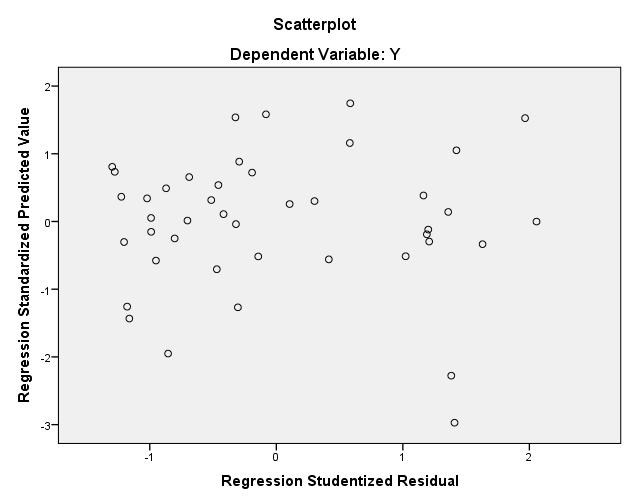 Scatterplot
Dependent Variable: Y
Regression Standardized Predicted Value
2
1
0
-1
-2
-3
-1
0
1
2
Regression Studentized Residual